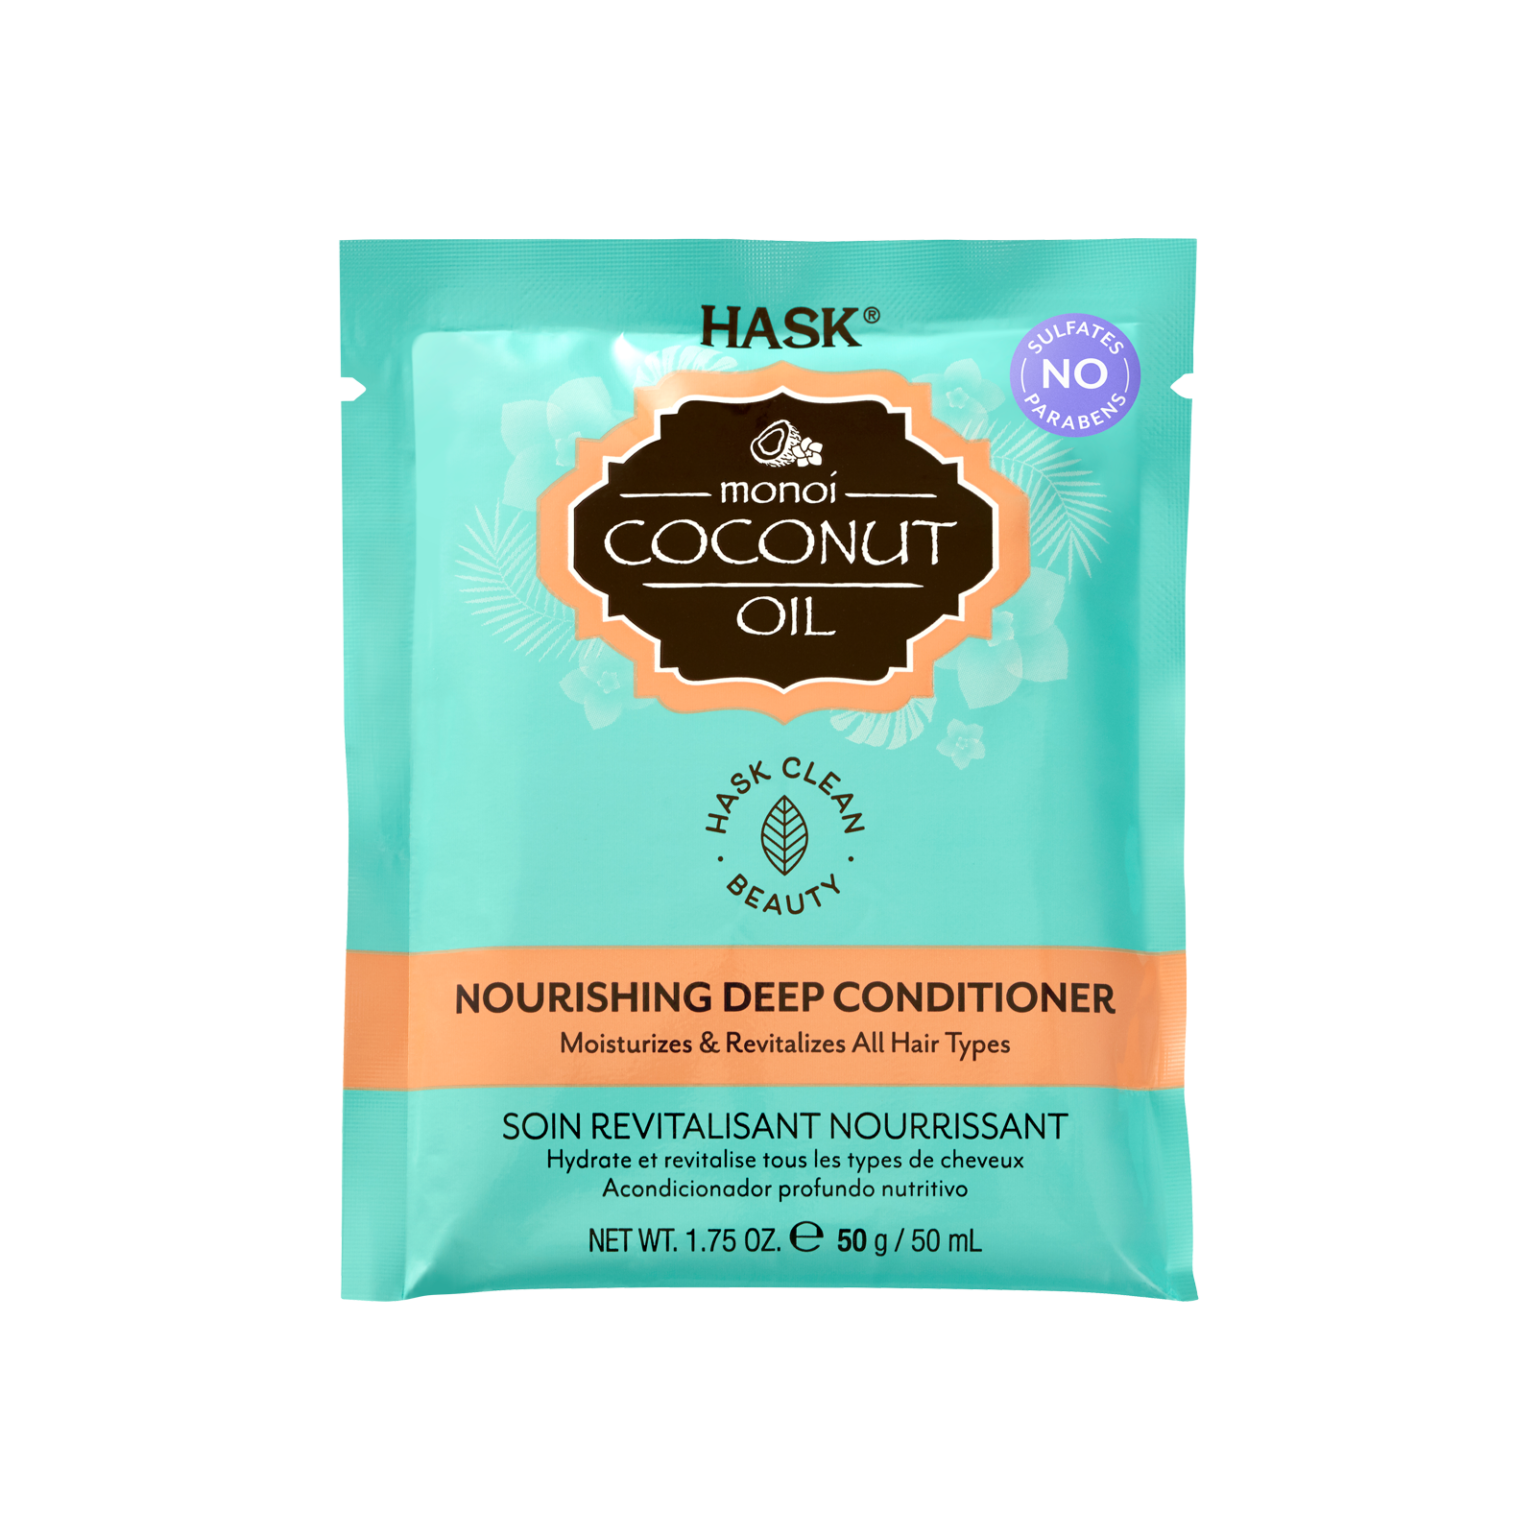 HASK®
SULFATES
NO
PARABENS
monoi
COCONUT
OIL
HASK CLEAN
BEAUTY
NOURISHING DEEP CONDITIONER
Moisturizes & Revitalizes All Hair Types
SOIN REVITALISANT NOURRISSANT
Hydrate et revitalise tous les types de cheveux
Acondicionador profundo nutritivo
NET WT. 1.75 OZ. ℮ 50 g / 50 mL